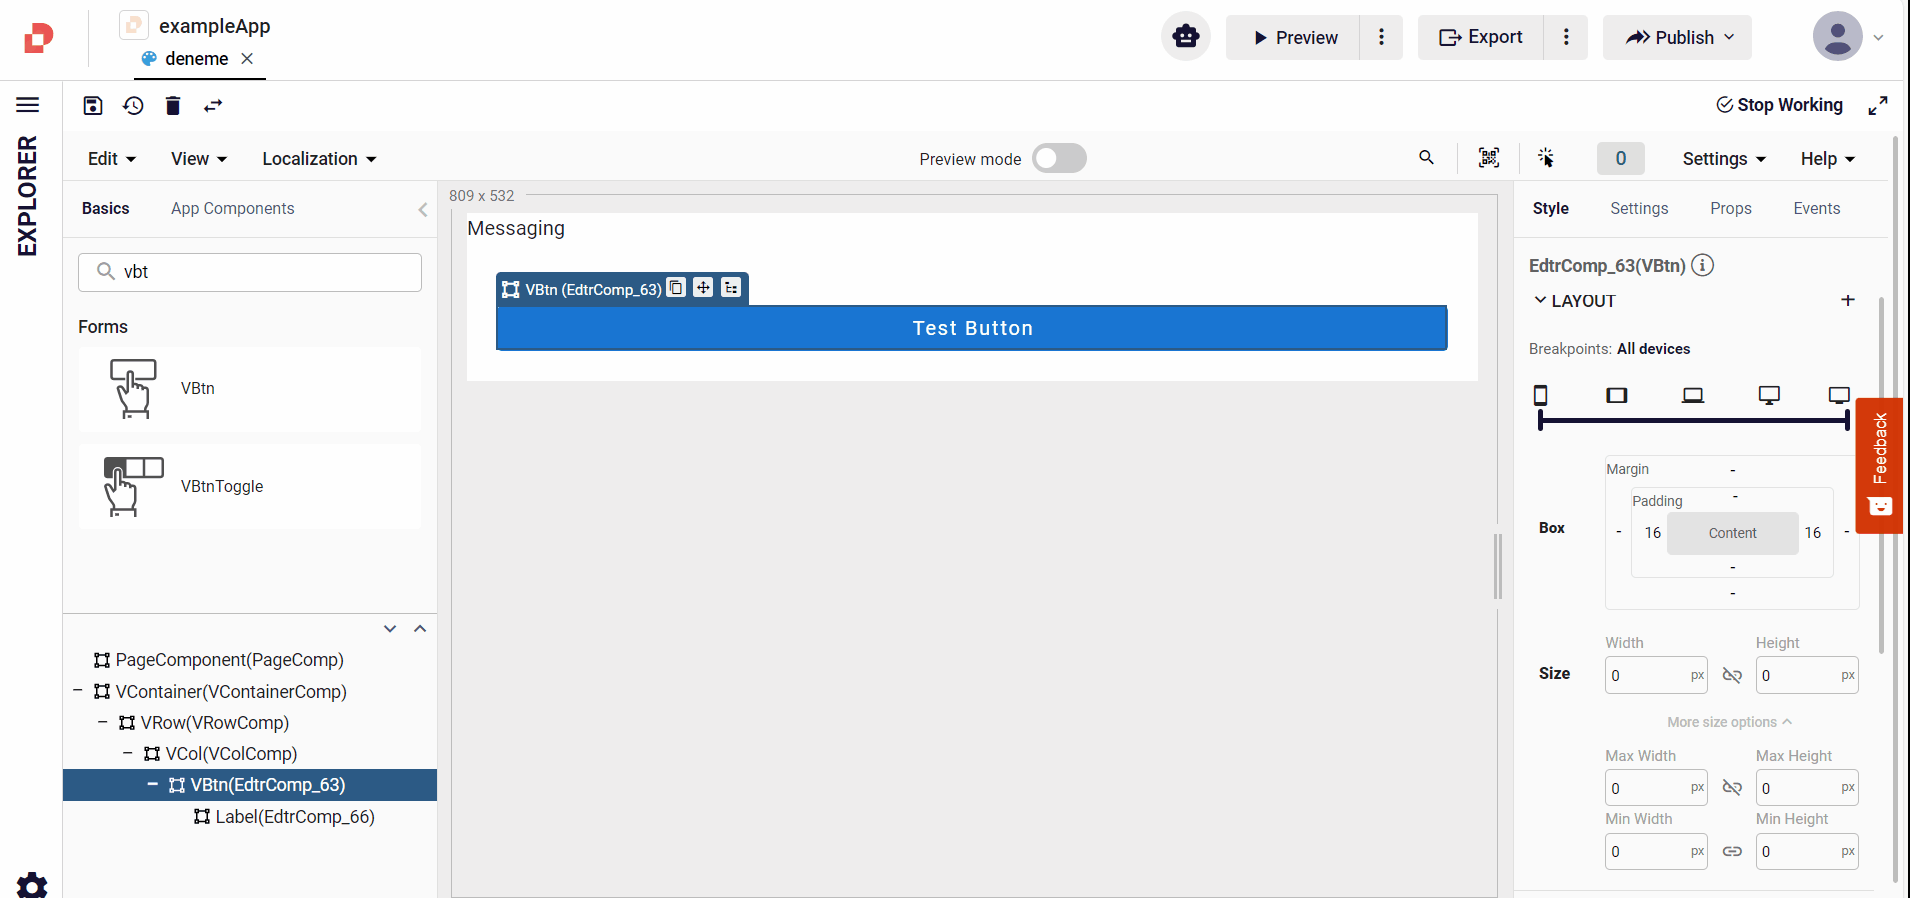 exampleApp
deneme
Preview
Export
Publish
EXPLORER
Stop Working
Edit
View
Localization
Preview mode
0
Settings
Help
Basics
App Components
vbt
Forms
VBtn
VBtnToggle
PageComponent(PageComp)
VContainer(VContainerComp)
VRow(VRowComp)
VCol(VColComp)
VBtn(EdtrComp_63)
Label(EdtrComp_66)
809 x 532
Messaging
VBtn (EdtrComp_63)
Test Button
Style
Settings
Props
Events
EdtrComp_63(VBtn)
LAYOUT
Breakpoints: All devices
Feedback
Margin -
Padding -
Box
- 16 Content 16 -
-
-
Width Height
Size
0 px 0 px
More size options
Max Width Max Height
0 px 0 px
Min Width Min Height
0 px 0 px